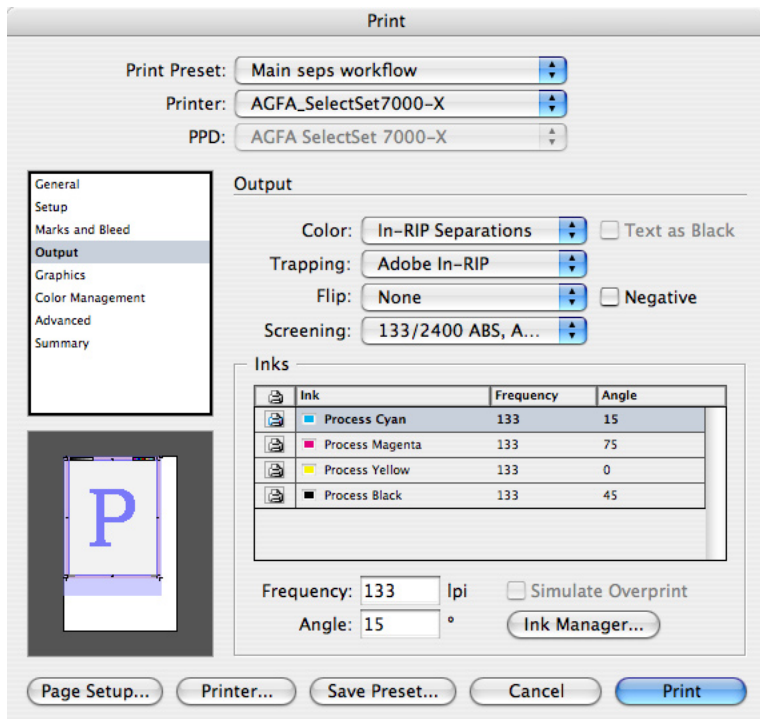 Print
Print Preset: Main seps workflow
Printer: AGFA_SelectSet7000-X
PPD: AGFA SelectSet 7000-X
General
Setup
Marks and Bleed
Output
Graphics
Color Management
Advanced
Summary
Output
Color: In-RIP Separations Text as Black
Trapping: Adobe In-RIP
Flip: None Negative
Screening: 133/2400 ABS, A...
Inks
Ink Frequency Angle
Process Cyan 133 15
Process Magenta 133 75
Process Yellow 133 0
Process Black 133 45
P
Frequency: 133 lpi Simulate Overprint
Angle: 15 ° Ink Manager...
Page Setup... Printer... Save Preset... Cancel Print